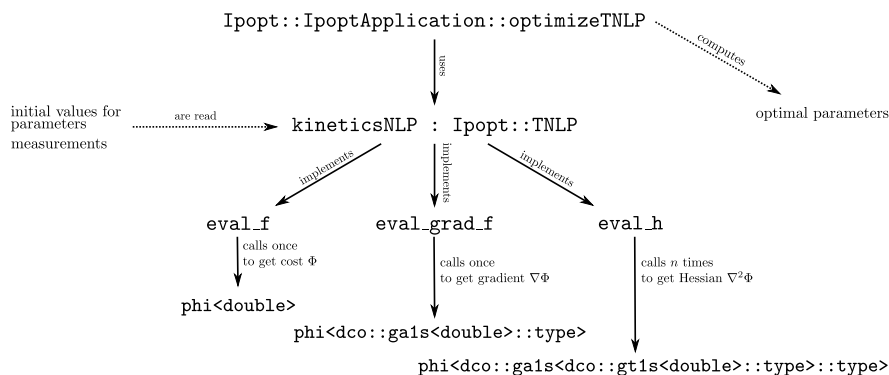 Ipopt::IpoptApplication::optimizeTNLP
computes
uses
initial values for
parameters
measurements
are read
kineticsNLP : Ipopt::TNLP
optimal parameters
implements
implements
implements
eval_f
eval_grad_f
eval_h
calls once
to get cost Φ
calls once
to get gradient ∇Φ
calls n times
to get Hessian ∇²Φ
phi<double>
phi<dco::ga1s<double>::type>
phi<dco::ga1s<dco::gt1s<double>::type>::type>